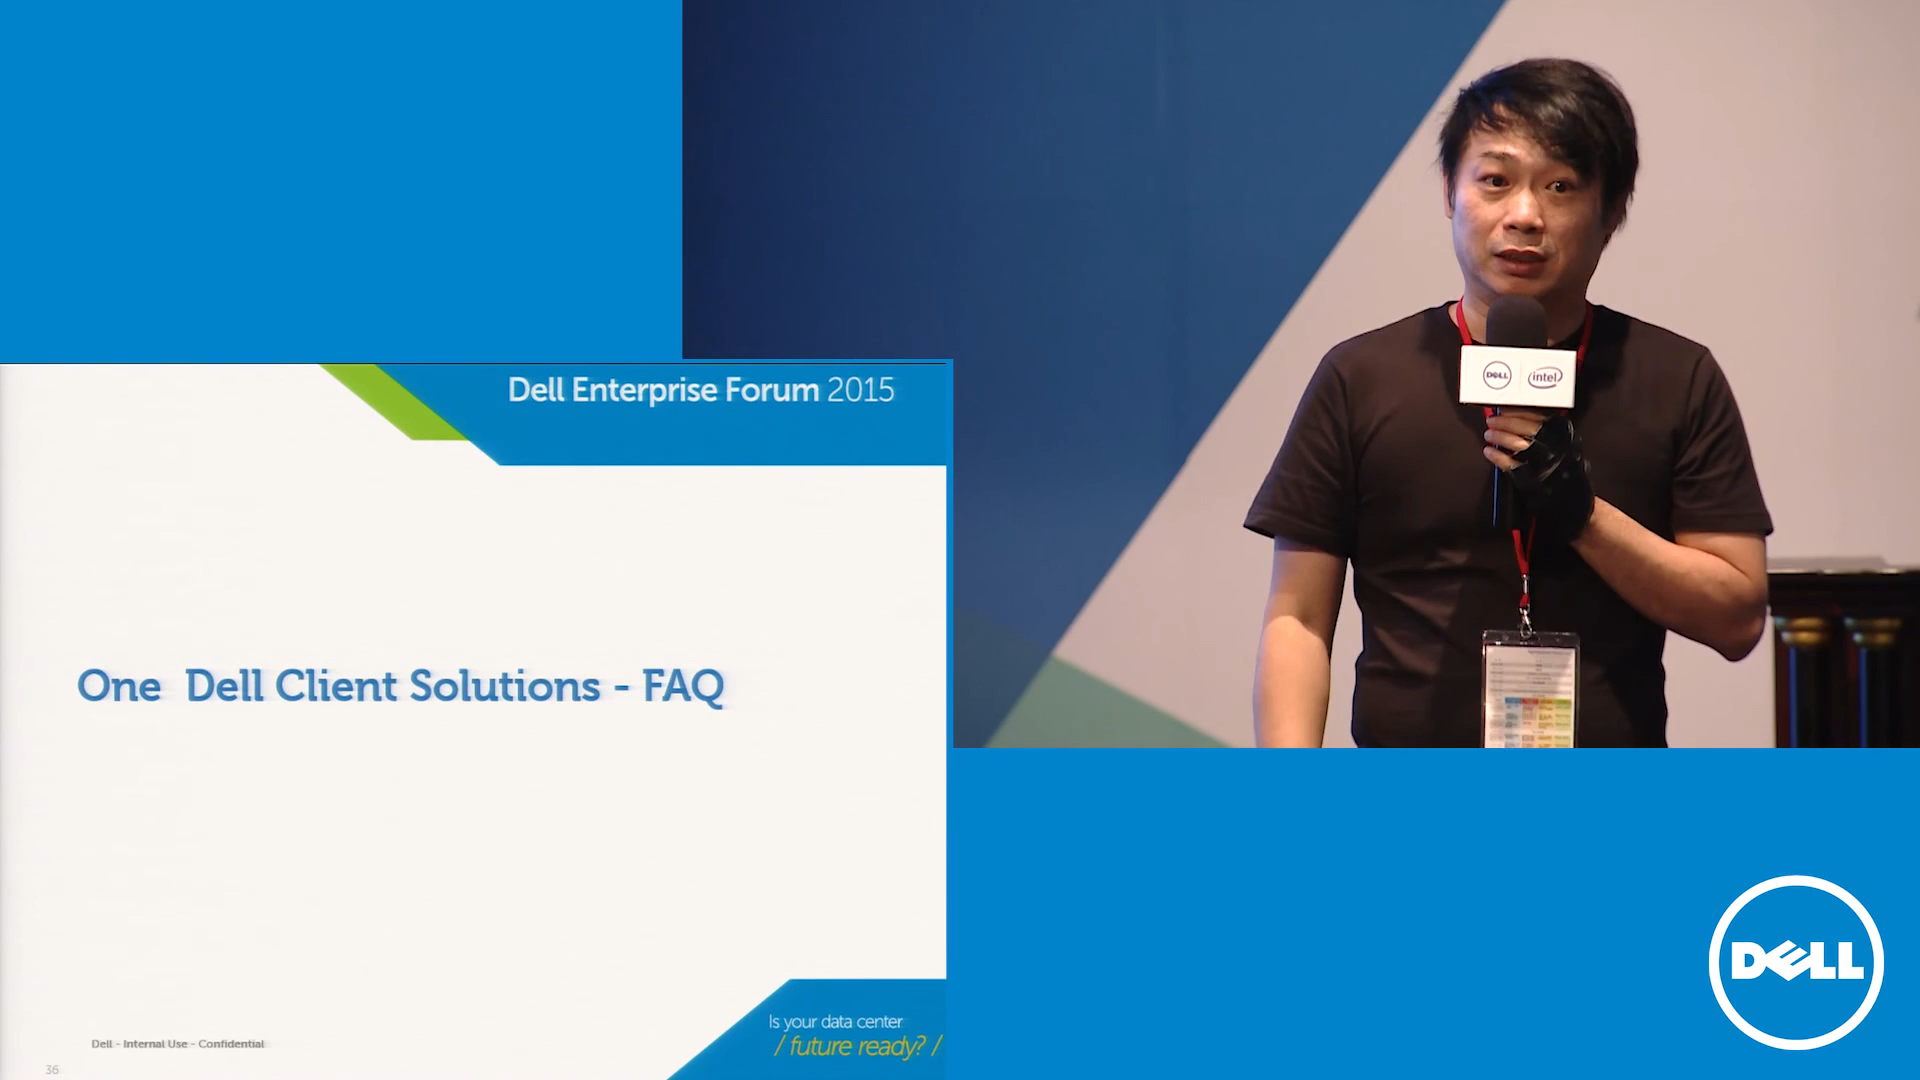 Dell Enterprise Forum 2015
One Dell Client Solutions - FAQ
Is your data center
/ future ready? /
Dell - Internal Use - Confidential
36
DELL
intel
DELL